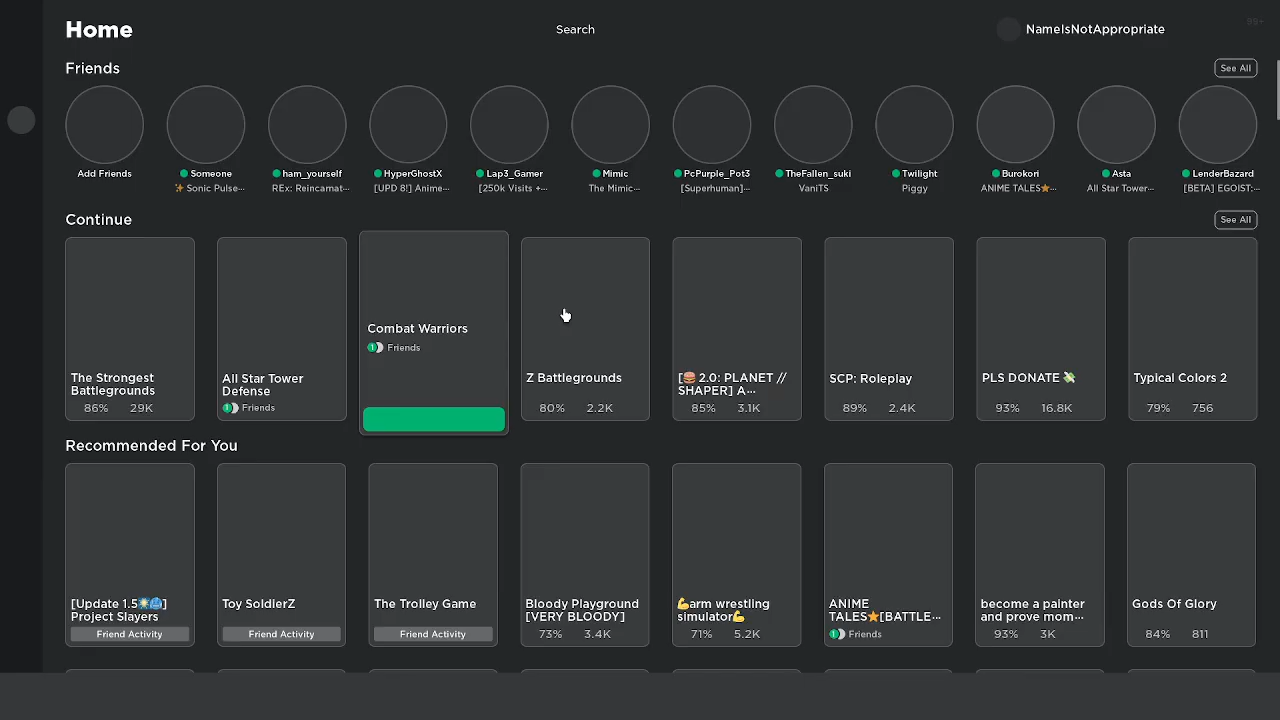 Home
Search
NameIsNotAppropriate
99+
Friends
See All
Add Friends
Someone
✨ Sonic Pulse···
ham_yourself
REx: Reincarnat···
HyperGhostX
[UPD 8!] Anime···
Lap3_Gamer
[250k Visits +···
Mimic
The Mimic···
PcPurple_Pot3
[Superhuman]···
TheFallen_suki
VaniTS
Twilight
Piggy
Burokori
ANIME TALES⭐···
Asta
All Star Tower···
LenderBazard
[BETA] EGOIST:···
Continue
See All
The Strongest
Battlegrounds
86% 29K
All Star Tower
Defense
1 Friends
Combat Warriors
1 Friends
Z Battlegrounds
80% 2.2K
[🍔 2.0: PLANET //
SHAPER] A···
85% 3.1K
SCP: Roleplay
89% 2.4K
PLS DONATE 💸
93% 16.8K
Typical Colors 2
79% 756
Recommended For You
[Update 1.5☀️🥶]
Project Slayers
Friend Activity
Toy SoldierZ
Friend Activity
The Trolley Game
Friend Activity
Bloody Playground
[VERY BLOODY]
73% 3.4K
💪arm wrestling
simulator💪
71% 5.2K
ANIME
TALES⭐[BATTLE···
1 Friends
become a painter
and prove mom···
93% 3K
Gods Of Glory
84% 811